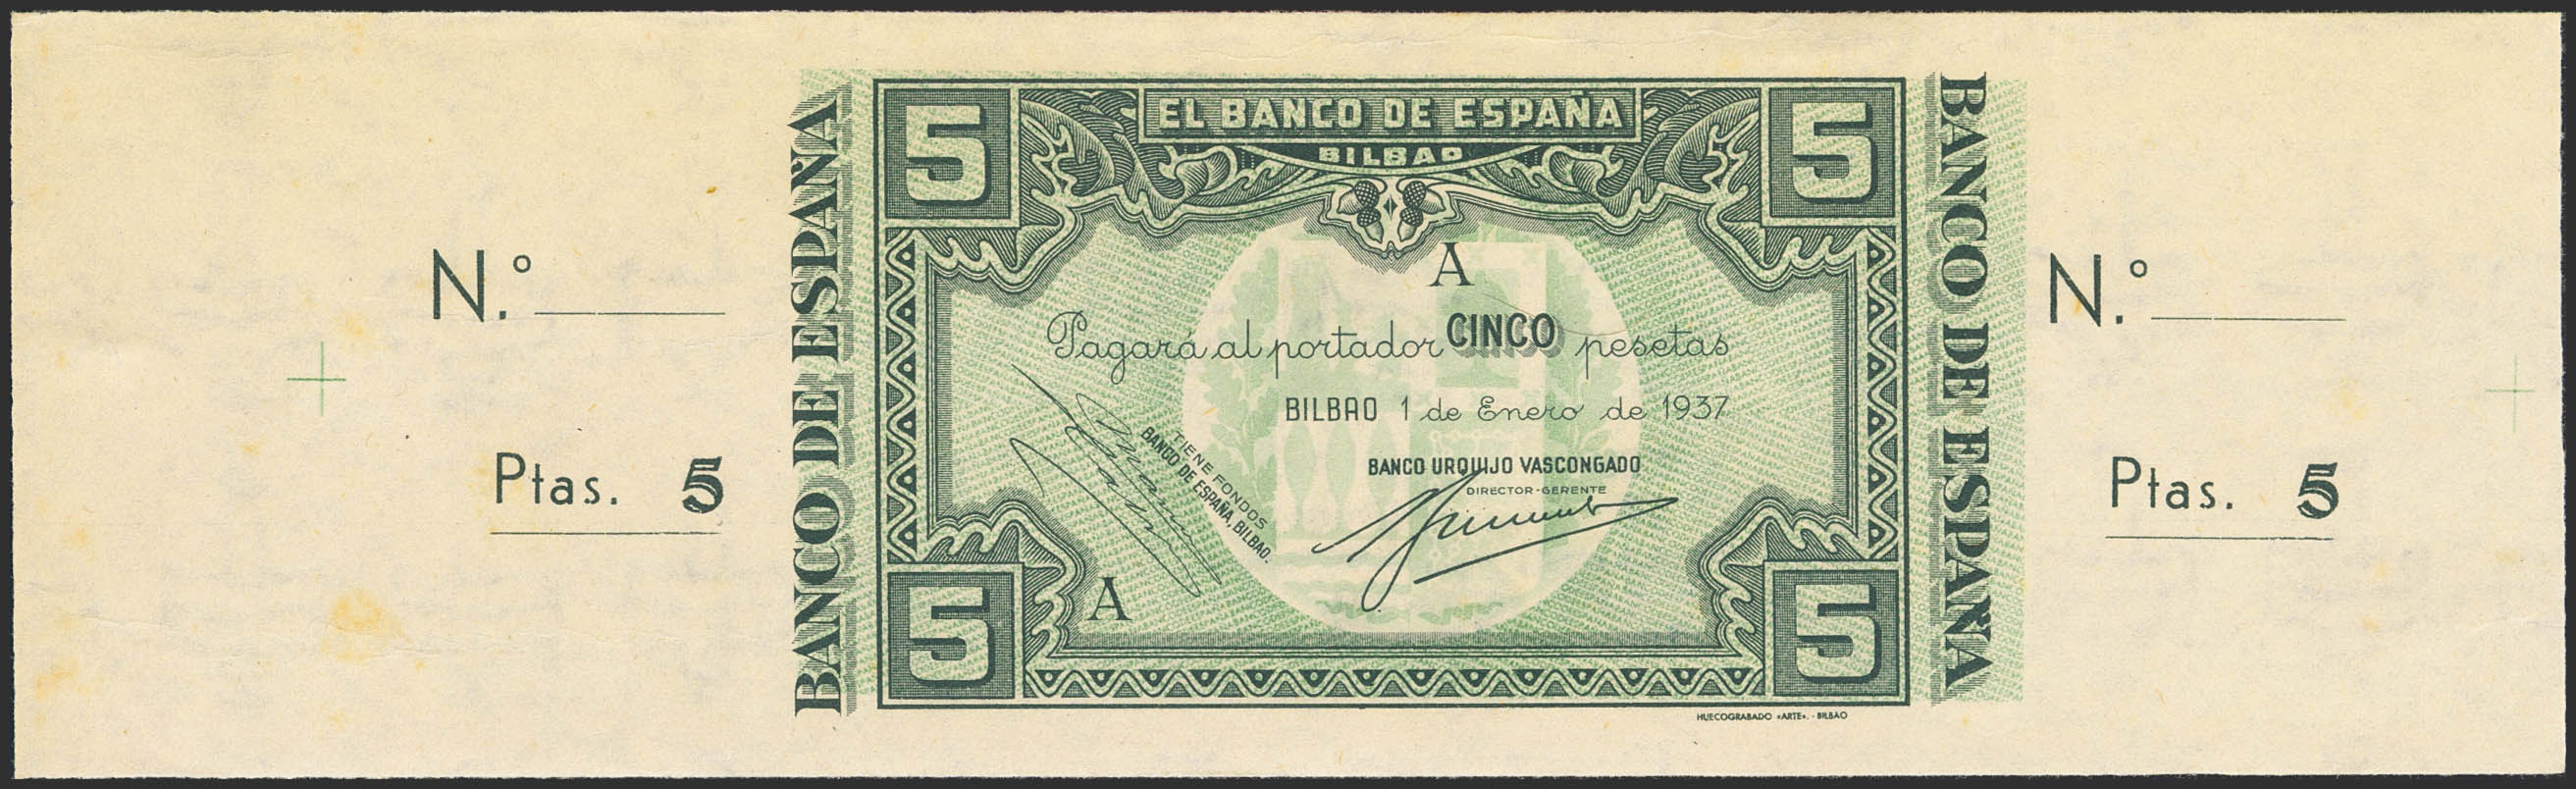 N.º
Ptas. 5
BANCO DE ESPAÑA
5
EL BANCO DE ESPAÑA
BILBAO
5
A
Pagará al portador CINCO pesetas
BILBAO 1 de Enero de 1937
TIENE FONDOS
BANCO DE ESPAÑA, BILBAO.
BANCO URQUIJO VASCONGADO
DIRECTOR-GERENTE
A
5
5
HUECOGRABADO «ARTE». - BILBAO
BANCO DE ESPAÑA
N.º
Ptas. 5